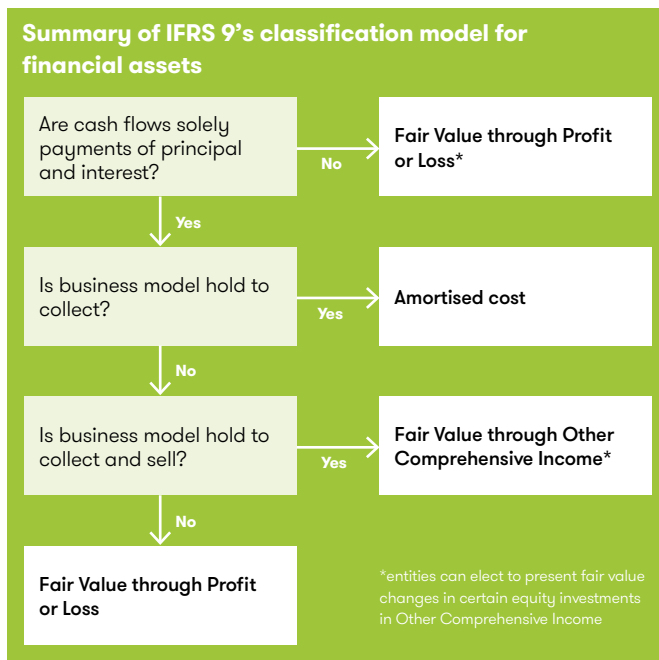 Summary of IFRS 9's classification model for
financial assets
Are cash flows solely
payments of principal
and interest?
No
Fair Value through Profit
or Loss*
Yes
Is business model hold to
collect?
Yes
Amortised cost
No
Is business model hold to
collect and sell?
Yes
Fair Value through Other
Comprehensive Income*
No
Fair Value through Profit
or Loss
*entities can elect to present fair value
changes in certain equity investments
in Other Comprehensive Income